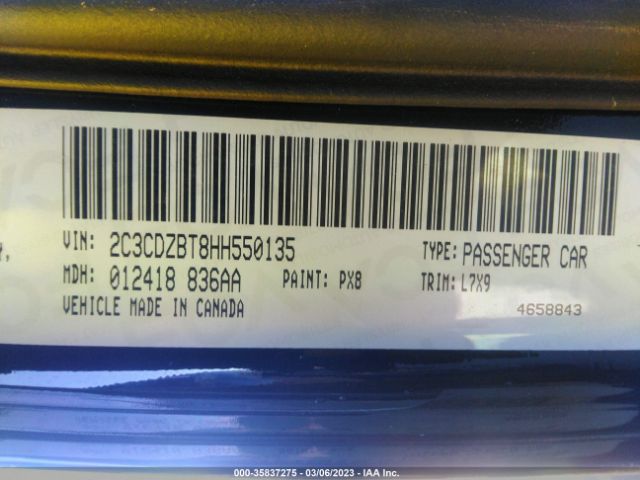 VIN: 2C3CDZBT8HH550135 TYPE: PASSENGER CAR
MDH: 012418 836AA PAINT: PX8 TRIM: L7X9
VEHICLE MADE IN CANADA 4658843
000-35837275 - 03/06/2023 - IAA Inc.